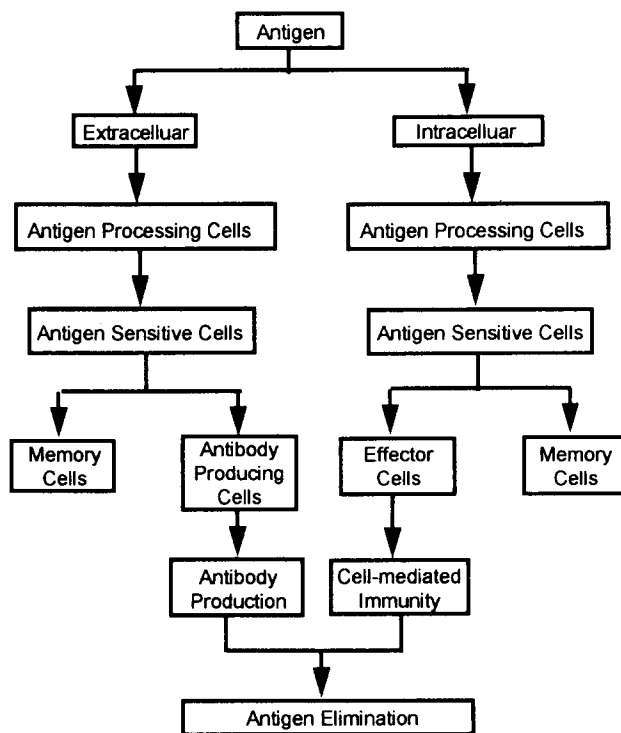 Antigen
Extracelluar
Intracelluar
Antigen Processing Cells
Antigen Processing Cells
Antigen Sensitive Cells
Antigen Sensitive Cells
Memory
Cells
Antibody
Producing
Cells
Effector
Cells
Memory
Cells
Antibody
Production
Cell-mediated
Immunity
Antigen Elimination